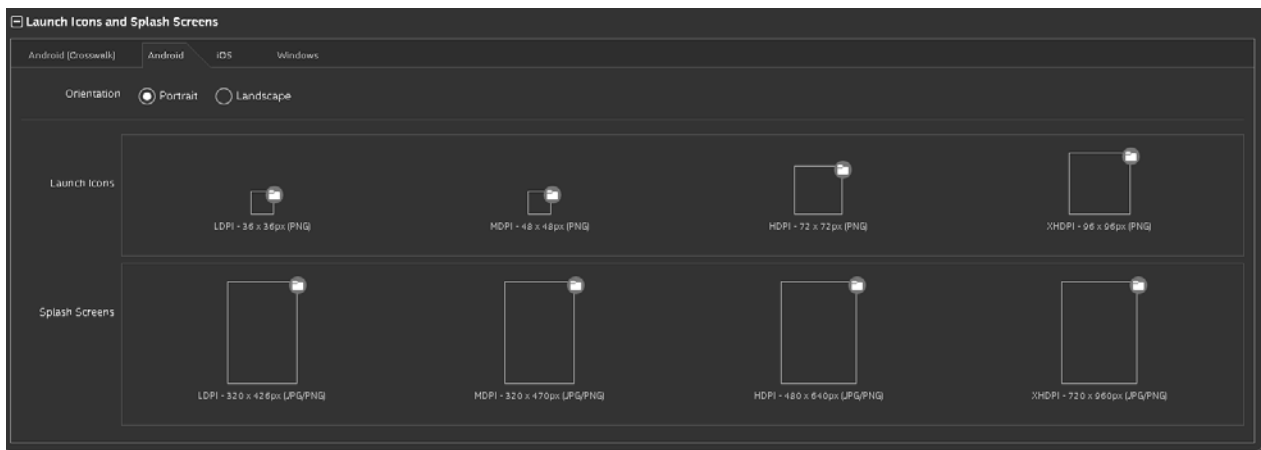 Launch Icons and Splash Screens
Android (Crosswalk) Android iOS Windows
Orientation Portrait Landscape
Launch Icons
LDPI - 36 x 36px (PNG) MDPI - 48 x 48px (PNG) HDPI - 72 x 72px (PNG) XHDPI - 96 x 96px (PNG)
Splash Screens
LDPI - 320 x 426px (JPG/PNG) MDPI - 320 x 470px (JPG/PNG) HDPI - 480 x 640px (JPG/PNG) XHDPI - 720 x 960px (JPG/PNG)